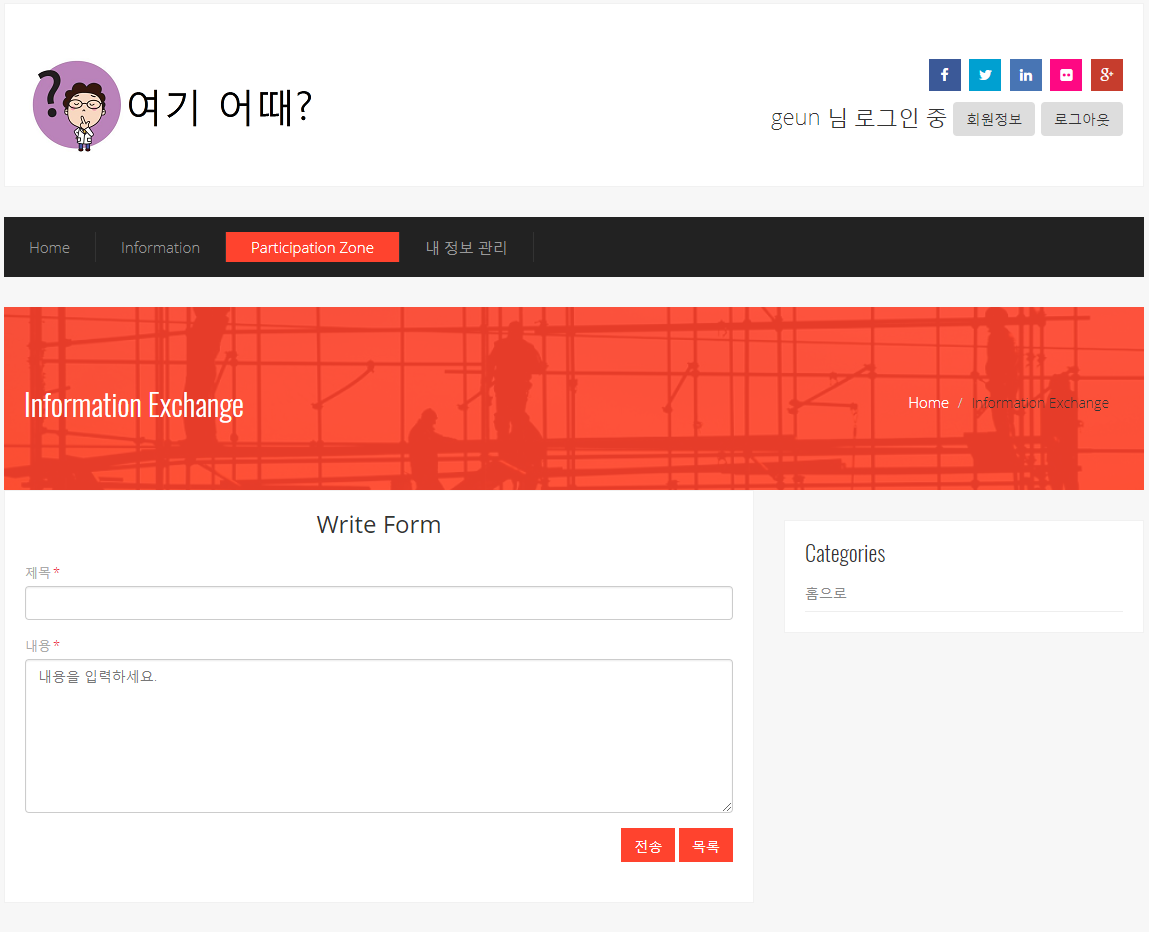 ?
여기 어때?
f
in
g+
geun 님 로그인 중 회원정보 로그아웃
Home Information Participation Zone 내 정보 관리
Information Exchange
Home / Information Exchange
Write Form
제목*
내용*
내용을 입력하세요.
전송 목록
Categories
홈으로